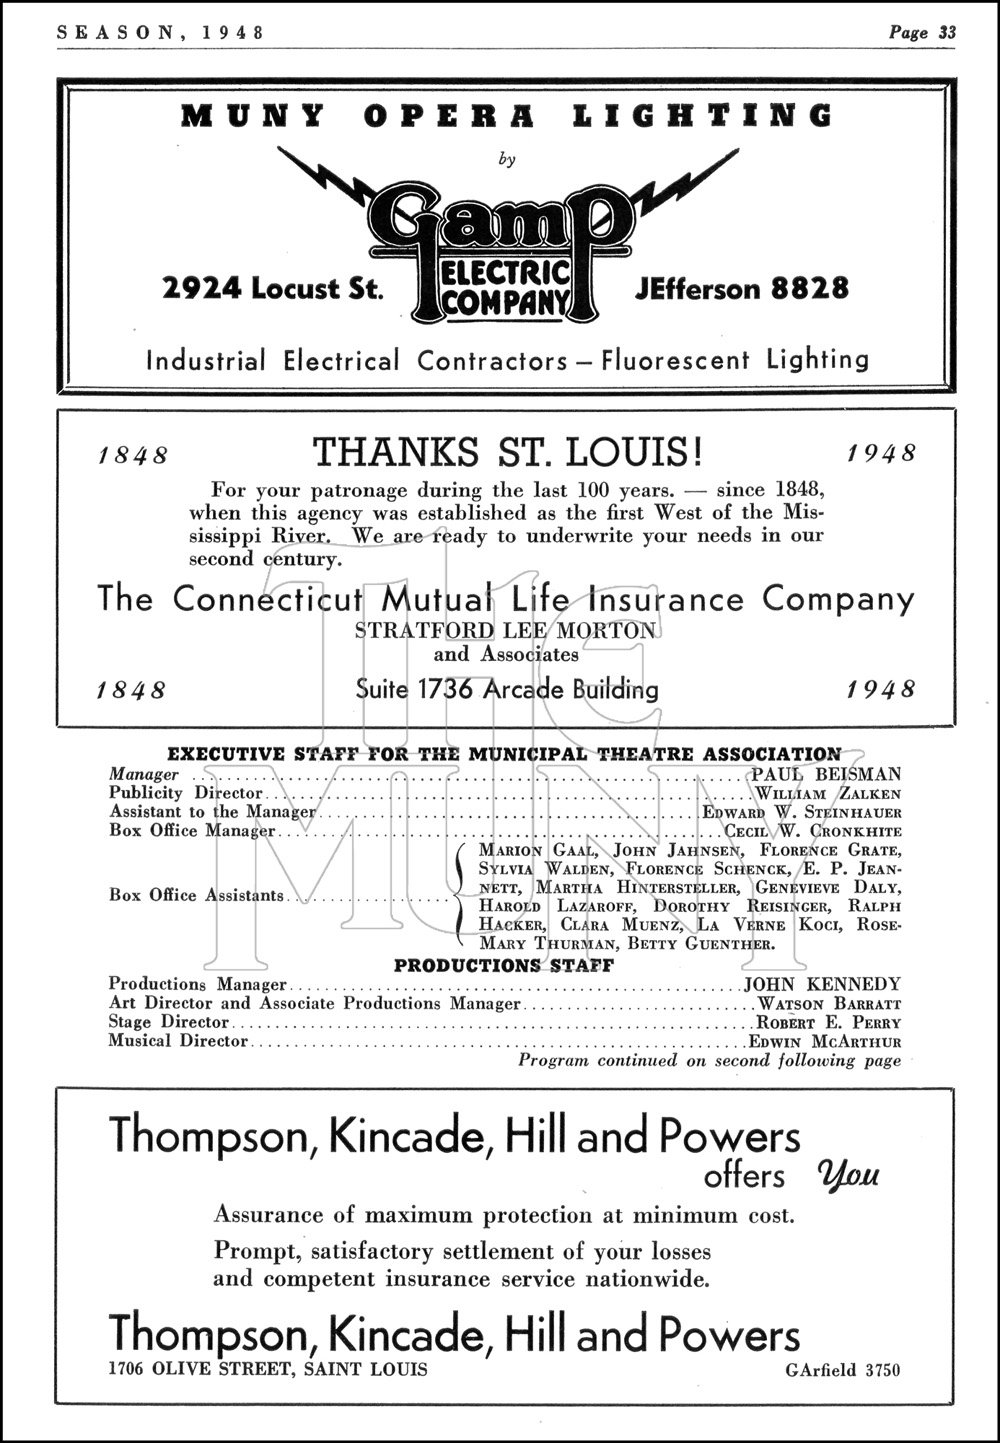 SEASON, 1948 Page 33
MUNY OPERA LIGHTING
by
Gamp
ELECTRIC
COMPANY
2924 Locust St. JEfferson 8828
Industrial Electrical Contractors — Fluorescent Lighting
1848 THANKS ST. LOUIS! 1948
For your patronage during the last 100 years. — since 1848,
when this agency was established as the first West of the Mis-
sissippi River. We are ready to underwrite your needs in our
second century.
The Connecticut Mutual Life Insurance Company
STRATFORD LEE MORTON
and Associates
1848 Suite 1736 Arcade Building 1948
THE
MUNY
EXECUTIVE STAFF FOR THE MUNICIPAL THEATRE ASSOCIATION
Manager ........ PAUL BEISMAN
Publicity Director ........ WILLIAM ZALKEN
Assistant to the Manager ........ EDWARD W. STEINHAUER
Box Office Manager ........ CECIL W. CRONKHITE
MARION GAAL, JOHN JAHNSEN, FLORENCE GRATE,
SYLVIA WALDEN, FLORENCE SCHENCK, E. P. JEAN-
NETT, MARTHA HINTERSTELLER, GENEVIEVE DALY,
Box Office Assistants ........
HAROLD LAZAROFF, DOROTHY REISINGER, RALPH
HACKER, CLARA MUENZ, LA VERNE KOCI, ROSE-
MARY THURMAN, BETTY GUENTHER.
PRODUCTIONS STAFF
Productions Manager ........ JOHN KENNEDY
Art Director and Associate Productions Manager ........ WATSON BARRATT
Stage Director ........ ROBERT E. PERRY
Musical Director ........ EDWIN MCARTHUR
Program continued on second following page
Thompson, Kincade, Hill and Powers
offers You
Assurance of maximum protection at minimum cost.
Prompt, satisfactory settlement of your losses
and competent insurance service nationwide.
Thompson, Kincade, Hill and Powers
1706 OLIVE STREET, SAINT LOUIS GArfield 3750